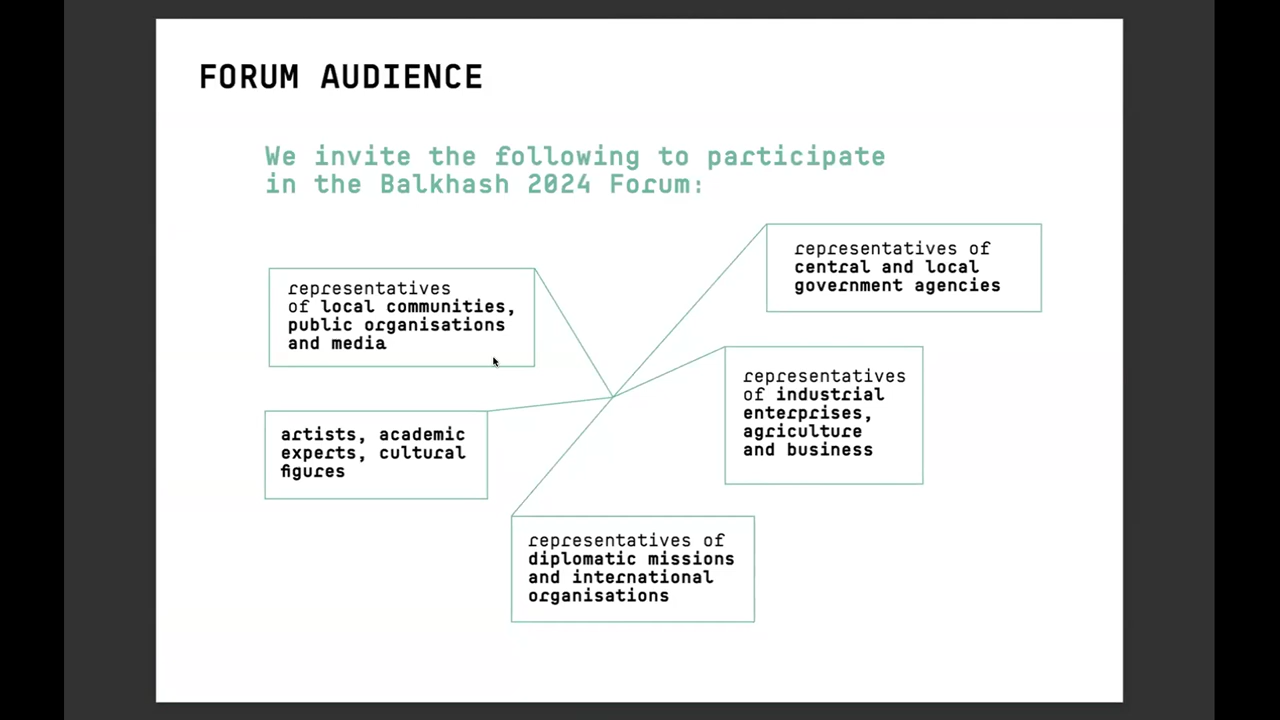 FORUM AUDIENCE
We invite the following to participate
in the Balkhash 2024 Forum:
representatives
of local communities,
public organisations
and media
representatives of
central and local
government agencies
representatives
of industrial
enterprises,
agriculture
and business
artists, academic
experts, cultural
figures
representatives of
diplomatic missions
and international
organisations